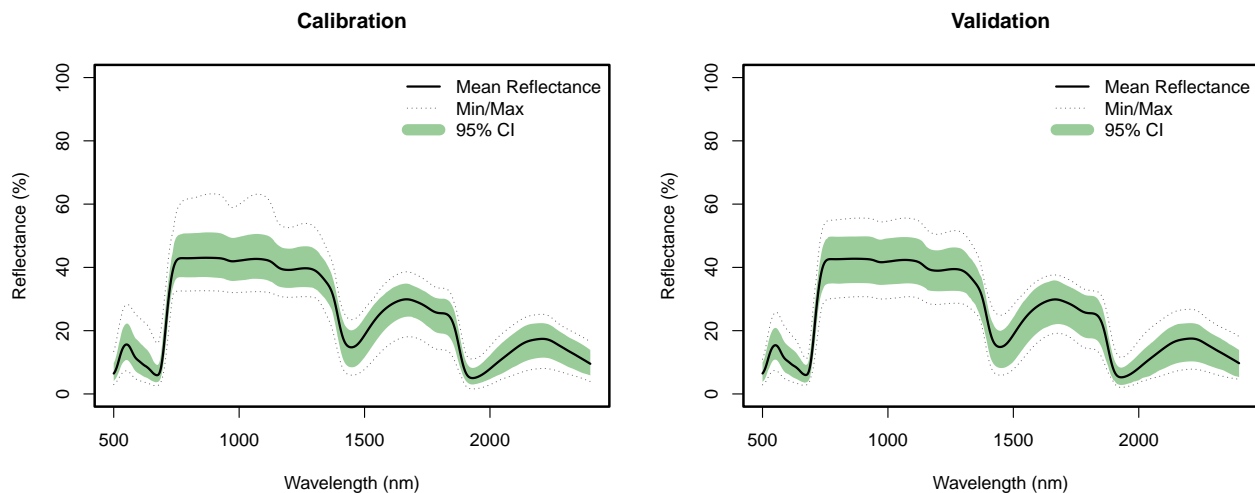 Calibration
100
80
60
40
20
0
Reflectance (%)
Mean Reflectance
Min/Max
95% CI
500
1000
1500
2000
Wavelength (nm)
Validation
100
80
60
40
20
0
Reflectance (%)
Mean Reflectance
Min/Max
95% CI
500
1000
1500
2000
Wavelength (nm)